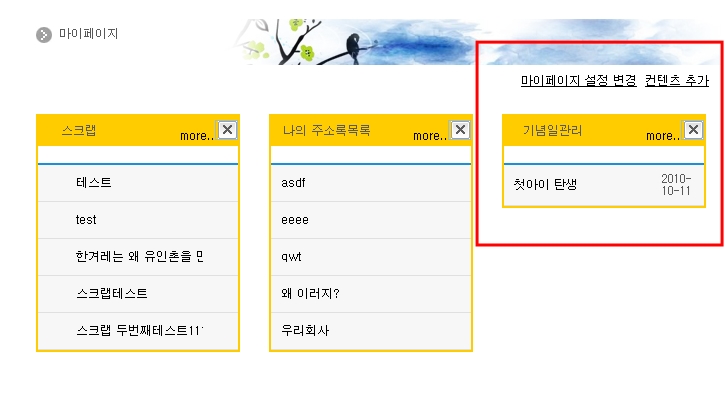 마이페이지
마이페이지 설정 변경 컨텐츠 추가
스크랩 more..
테스트
test
한겨레는 왜 유인촌을
스크랩테스트
스크랩 두번째테스트11
나의 주소록목록 more..
asdf
eeee
qwt
왜 이러지?
우리회사
기념일관리 more..
첫아이 탄생 2010-
10-11